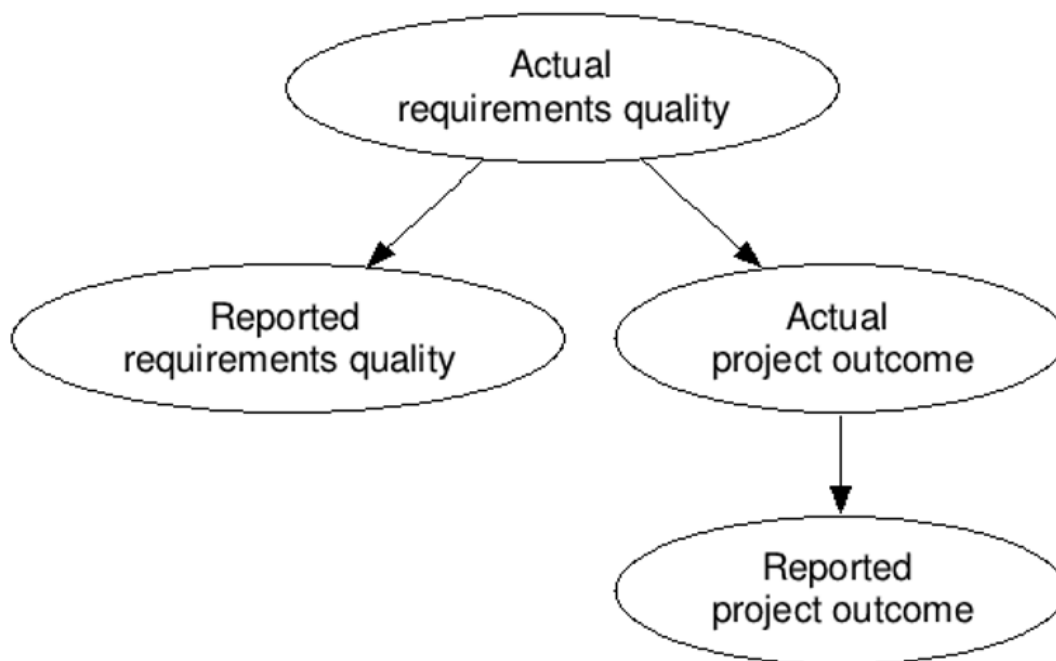 Actual
requirements quality
Reported
requirements quality
Actual
project outcome
Reported
project outcome